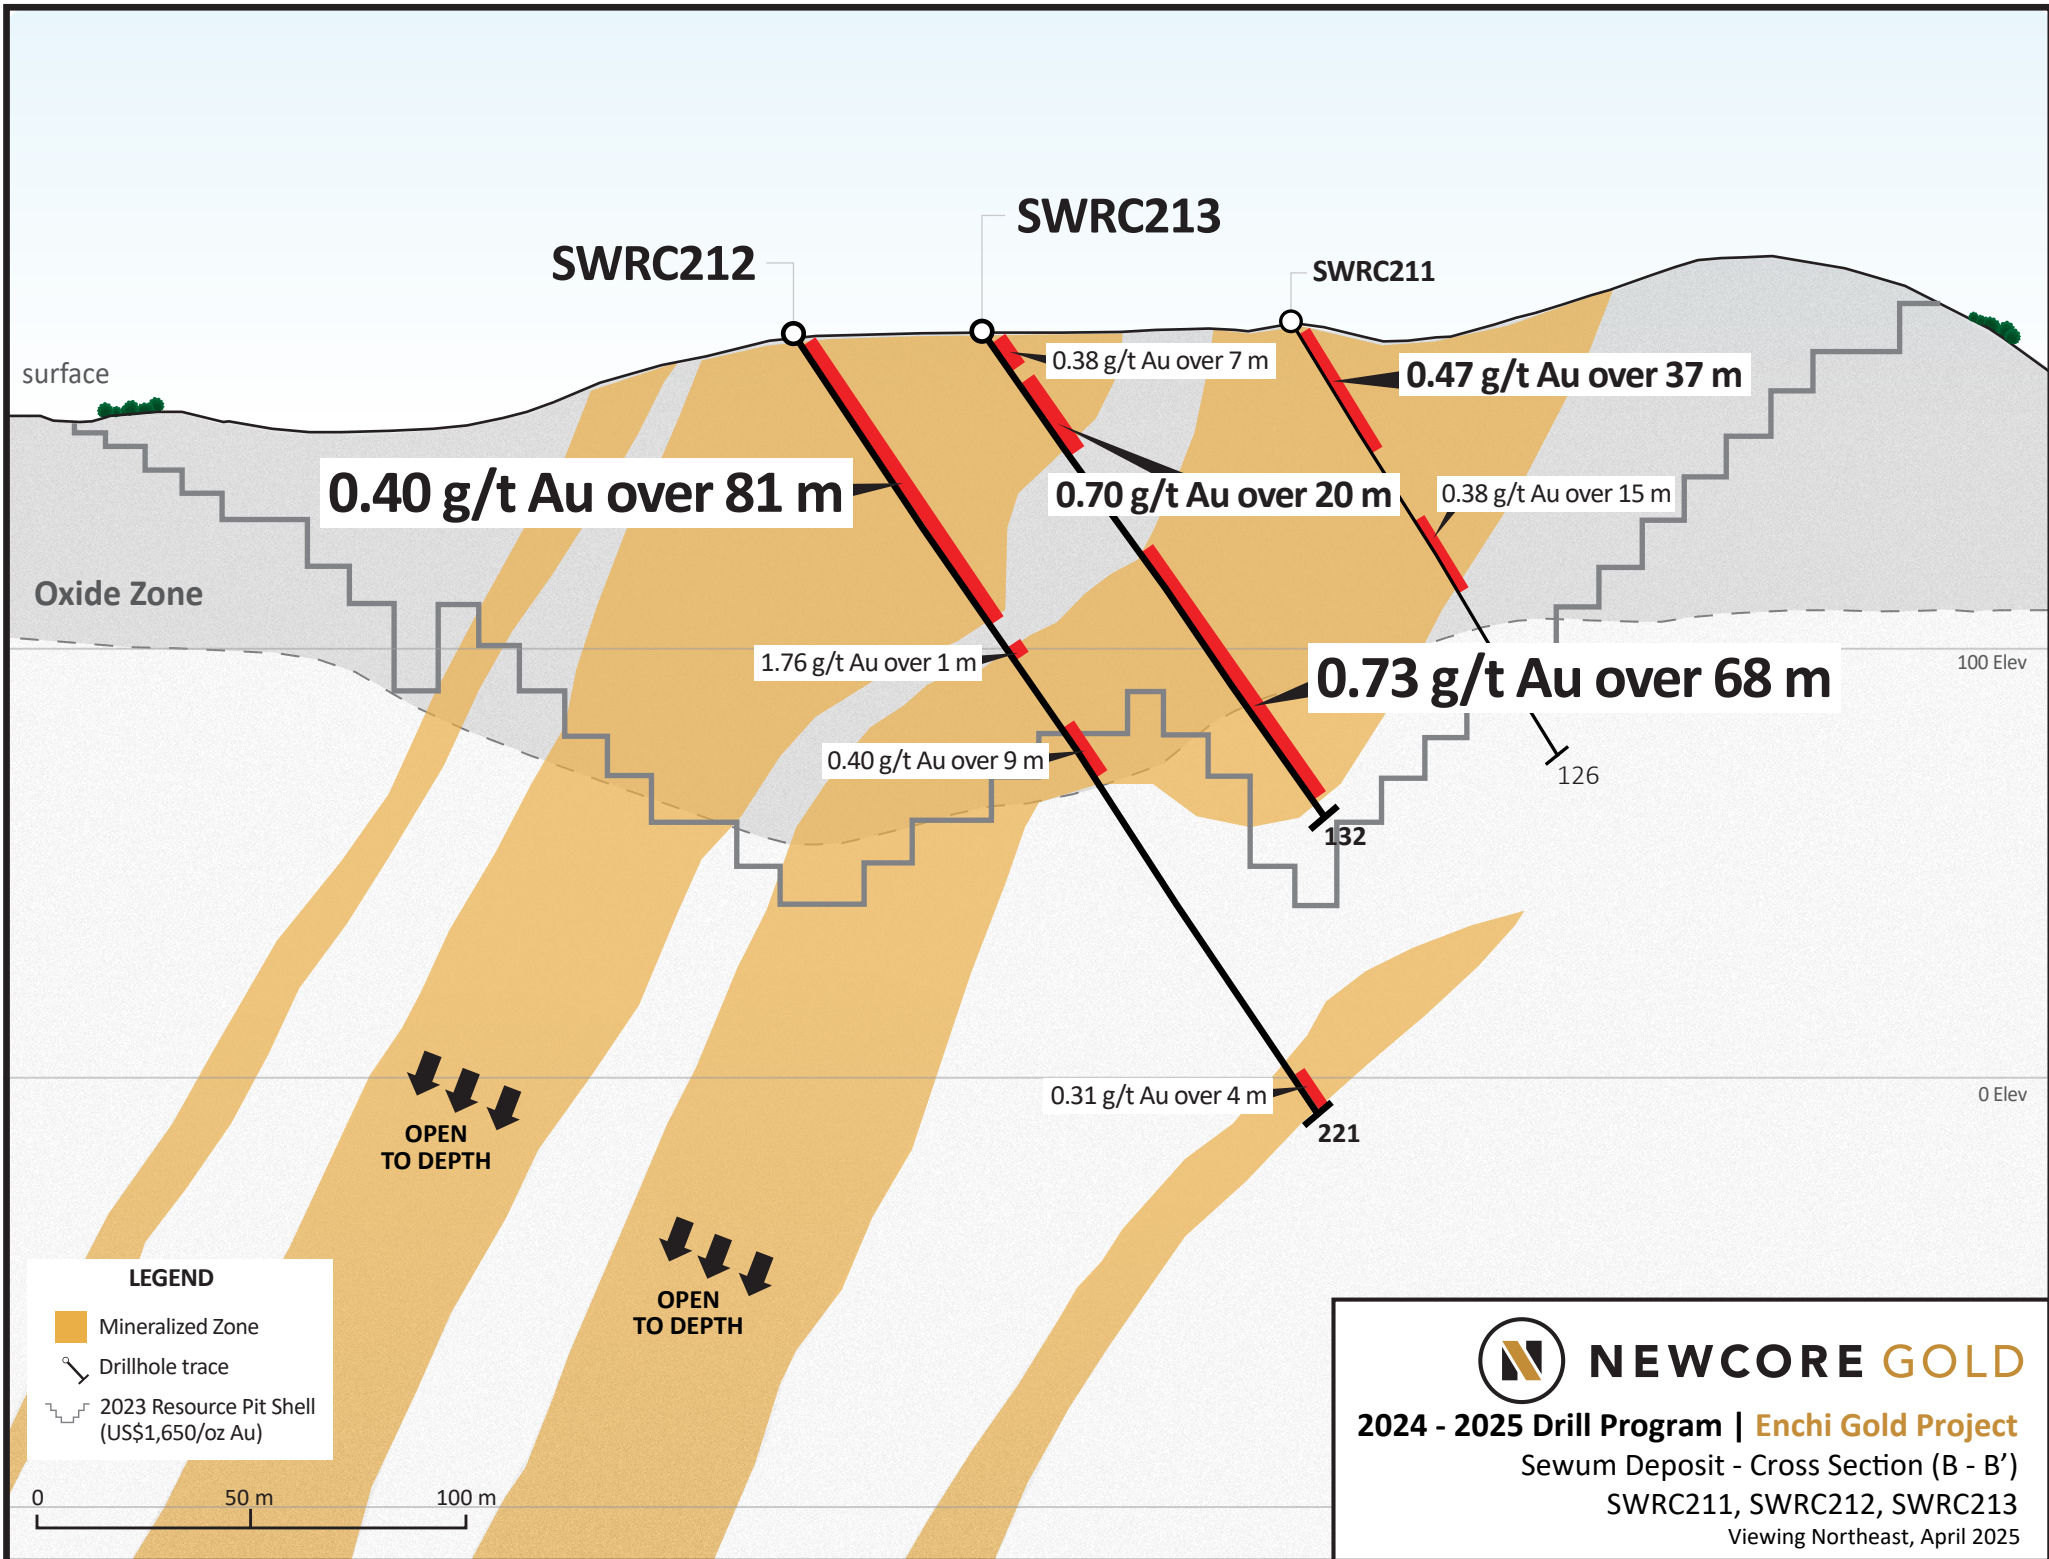 SWRC213
SWRC212
SWRC211
surface
0.38 g/t Au over 7 m
0.47 g/t Au over 37 m
0.40 g/t Au over 81 m
0.70 g/t Au over 20 m
0.38 g/t Au over 15 m
Oxide Zone
1.76 g/t Au over 1 m
100 Elev
0.73 g/t Au over 68 m
0.40 g/t Au over 9 m
126
132
0.31 g/t Au over 4 m
0 Elev
221
OPEN
TO DEPTH
OPEN
TO DEPTH
LEGEND
Mineralized Zone
Drillhole trace
2023 Resource Pit Shell
(US$1,650/oz Au)
0 50 m 100 m
N NEWCORE GOLD
2024 - 2025 Drill Program | Enchi Gold Project
Sewum Deposit - Cross Section (B - B’)
SWRC211, SWRC212, SWRC213
Viewing Northeast, April 2025